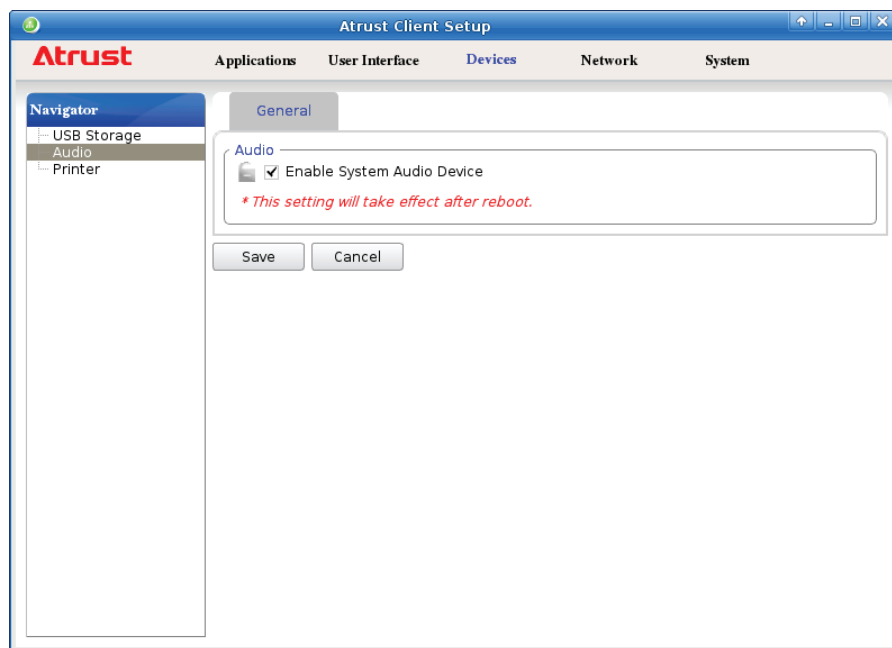 Atrust Client Setup
Atrust
Applications User Interface Devices Network System
Navigator
USB Storage
Audio
Printer
General
Audio
Enable System Audio Device
* This setting will take effect after reboot.
Save Cancel